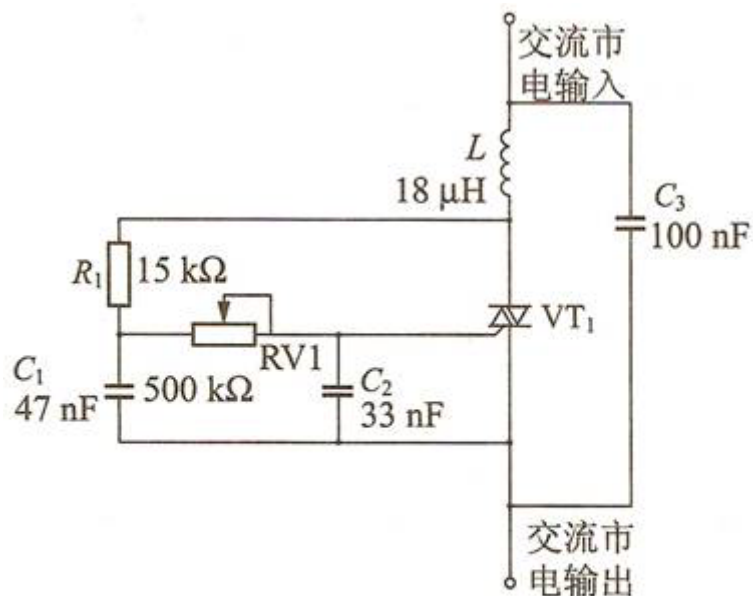 交流市
电输入
L
18 μH
C₃
100 nF
R₁ 15 kΩ
VT₁
RV1
C₁
47 nF
500 kΩ
C₂
33 nF
交流市
电输出